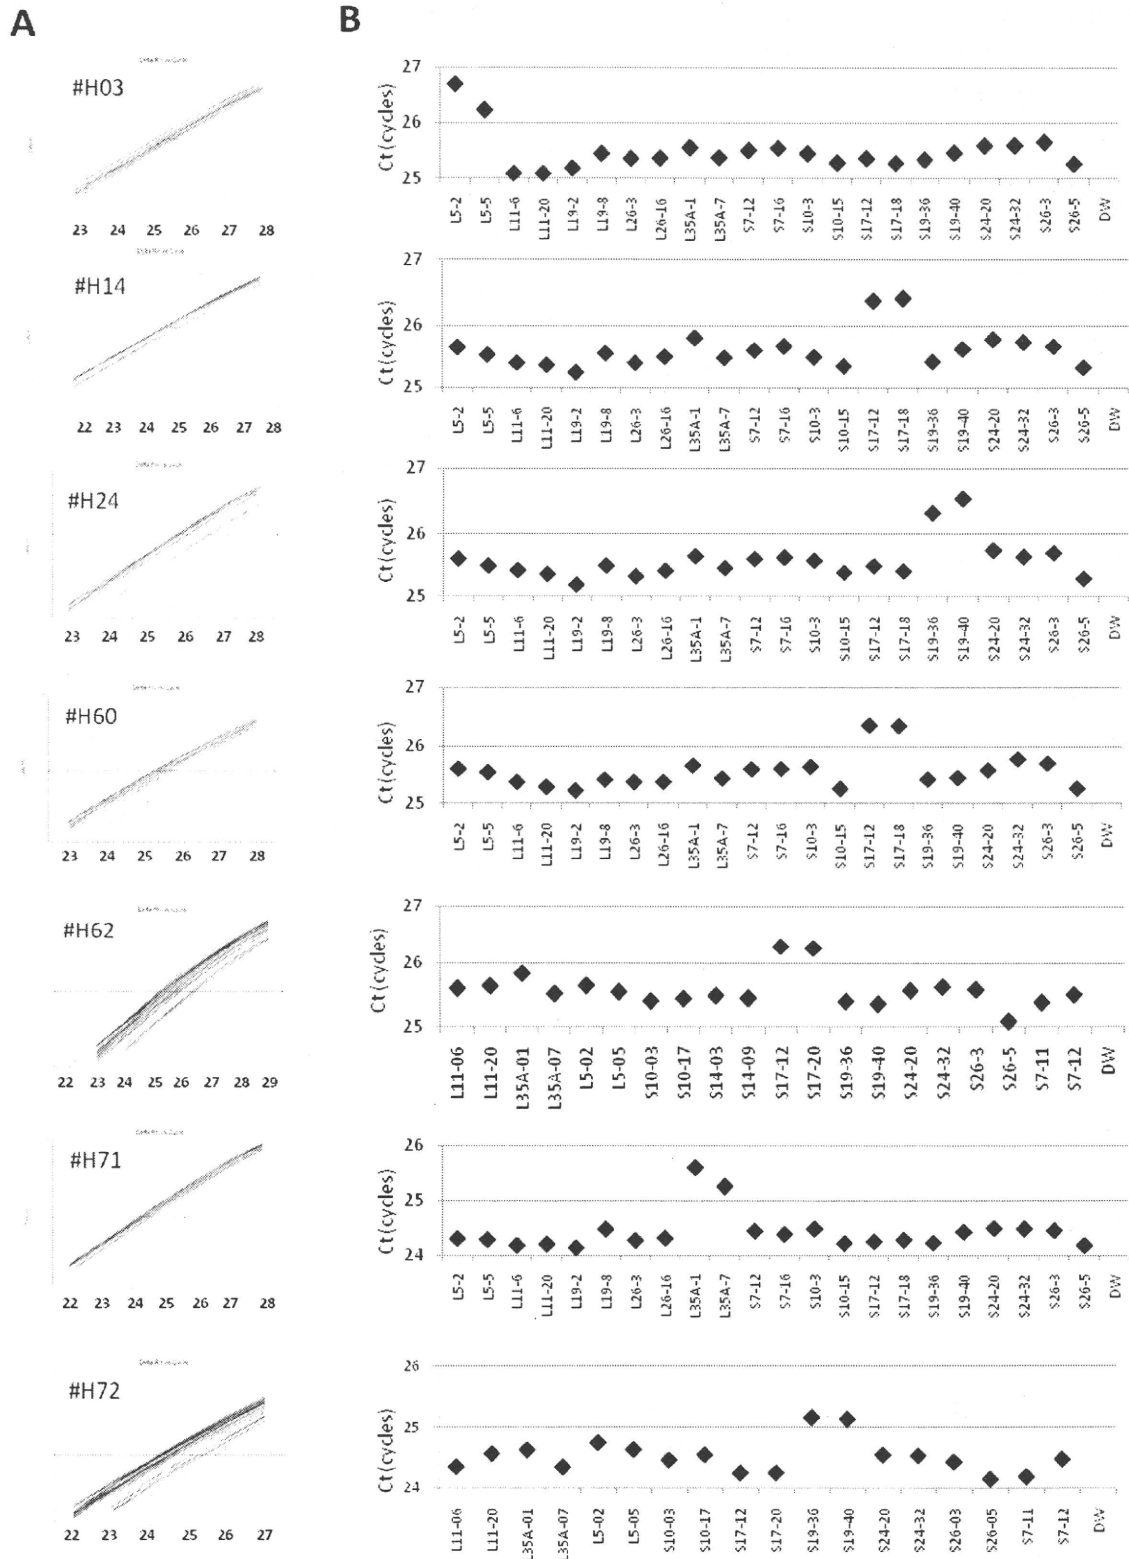 A
B
#H03
23 24 25 26 27 28
Ct(cycles)
27
26
25
L5-2 L5-5 L11-6 L11-20 L19-2 L19-8 L26-3 L26-16 L35A-1 L35A-7 S7-12 S7-16 S10-3 S10-15 S17-12 S17-18 S19-36 S19-40 S24-20 S24-32 S26-3 S26-5 DW
#H14
22 23 24 25 26 27 28
Ct(cycles)
27
26
25
L5-2 L5-5 L11-6 L11-20 L19-2 L19-8 L26-3 L26-16 L35A-1 L35A-7 S7-12 S7-16 S10-3 S10-15 S17-12 S17-18 S19-36 S19-40 S24-20 S24-32 S26-3 S26-5 DW
#H24
23 24 25 26 27 28
Ct(cycles)
27
26
25
L5-2 L5-5 L11-6 L11-20 L19-2 L19-8 L26-3 L26-16 L35A-1 L35A-7 S7-12 S7-16 S10-3 S10-15 S17-12 S17-18 S19-36 S19-40 S24-20 S24-32 S26-3 S26-5 DW
#H60
23 24 25 26 27 28
Ct(cycles)
27
26
25
L5-2 L5-5 L11-6 L11-20 L19-2 L19-8 L26-3 L26-16 L35A-1 L35A-7 S7-12 S7-16 S10-3 S10-15 S17-12 S17-18 S19-36 S19-40 S24-20 S24-32 S26-3 S26-5 DW
#H62
22 23 24 25 26 27 28 29
Ct(cycles)
27
26
25
L11-06 L11-20 L35A-01 L35A-07 L5-02 L5-05 S10-03 S10-17 S14-03 S14-09 S17-12 S17-20 S19-36 S19-40 S24-20 S24-32 S26-3 S26-5 S7-11 S7-12 DW
#H71
22 23 24 25 26 27 28
Ct(cycles)
26
25
24
L5-2 L5-5 L11-6 L11-20 L19-2 L19-8 L26-3 L26-16 L35A-1 L35A-7 S7-12 S7-16 S10-3 S10-15 S17-12 S17-18 S19-36 S19-40 S24-20 S24-32 S26-3 S26-5 DW
#H72
22 23 24 25 26 27
Ct(cycles)
26
25
24
L11-06 L11-20 L35A-01 L35A-07 L5-02 L5-05 S10-03 S10-17 S17-12 S17-20 S19-36 S19-40 S24-20 S24-32 S26-03 S26-05 S7-11 S7-12 DW